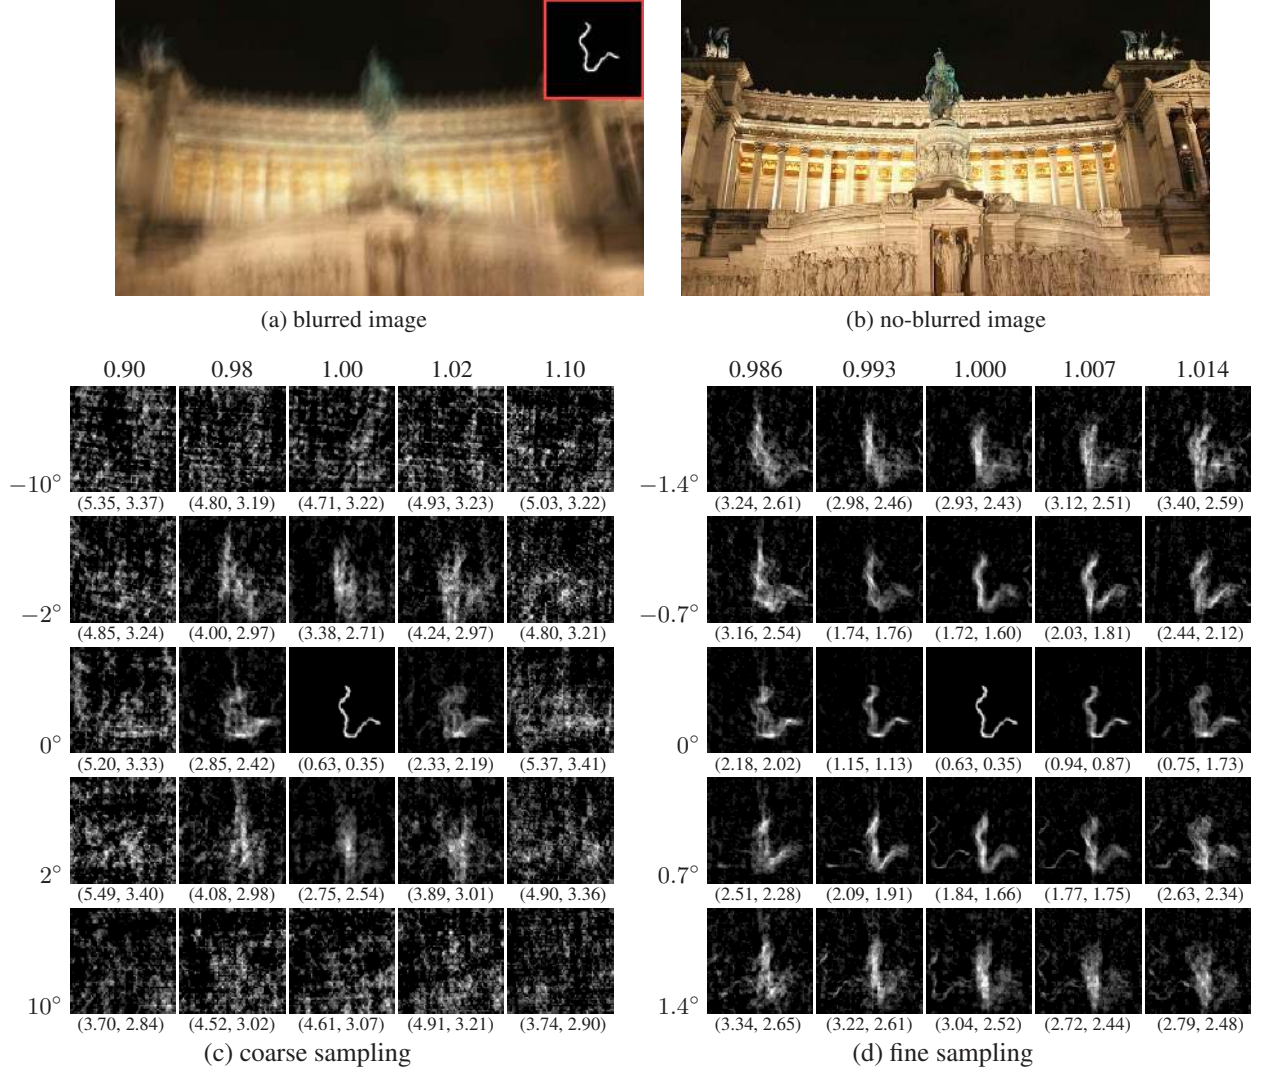 (a) blurred image
(b) no-blurred image
0.90 0.98 1.00 1.02 1.10
−10°
(5.35, 3.37) (4.80, 3.19) (4.71, 3.22) (4.93, 3.23) (5.03, 3.22)
−2°
(4.85, 3.24) (4.00, 2.97) (3.38, 2.71) (4.24, 2.97) (4.80, 3.21)
0°
(5.20, 3.33) (2.85, 2.42) (0.63, 0.35) (2.33, 2.19) (5.37, 3.41)
2°
(5.49, 3.40) (4.08, 2.98) (2.75, 2.54) (3.89, 3.01) (4.90, 3.36)
10°
(3.70, 2.84) (4.52, 3.02) (4.61, 3.07) (4.91, 3.21) (3.74, 2.90)
(c) coarse sampling
0.986 0.993 1.000 1.007 1.014
−1.4°
(3.24, 2.61) (2.98, 2.46) (2.93, 2.43) (3.12, 2.51) (3.40, 2.59)
−0.7°
(3.16, 2.54) (1.74, 1.76) (1.72, 1.60) (2.03, 1.81) (2.44, 2.12)
0°
(2.18, 2.02) (1.15, 1.13) (0.63, 0.35) (0.94, 0.87) (0.75, 1.73)
0.7°
(2.51, 2.28) (2.09, 1.91) (1.84, 1.66) (1.77, 1.75) (2.63, 2.34)
1.4°
(3.34, 2.65) (3.22, 2.61) (3.04, 2.52) (2.72, 2.44) (2.79, 2.48)
(d) fine sampling